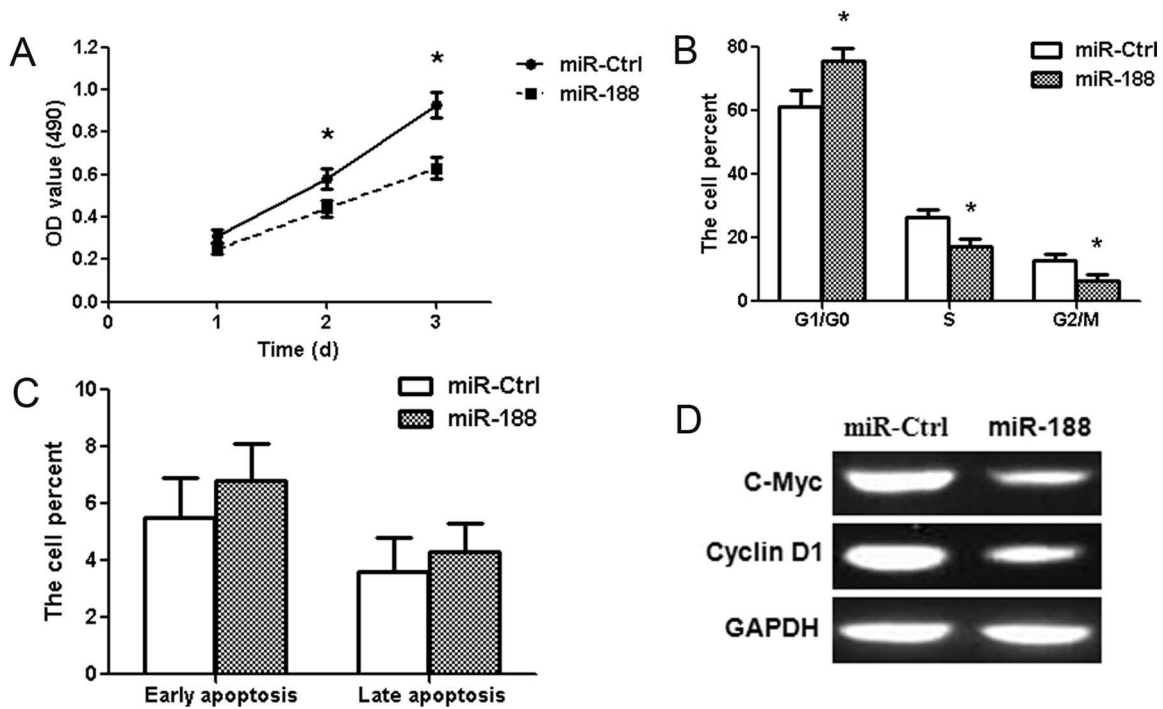 A
OD value (490)
1.2
1.0
0.8
0.6
0.4
0.2
0.0
0 1 2 3
Time (d)
* *
miR-Ctrl
miR-188
B
The cell percent
80
60
40
20
0
* * *
G1/G0 S G2/M
miR-Ctrl
miR-188
C
The cell percent
10
8
6
4
2
0
Early apoptosis Late apoptosis
miR-Ctrl
miR-188
D
miR-Ctrl miR-188
C-Myc
Cyclin D1
GAPDH